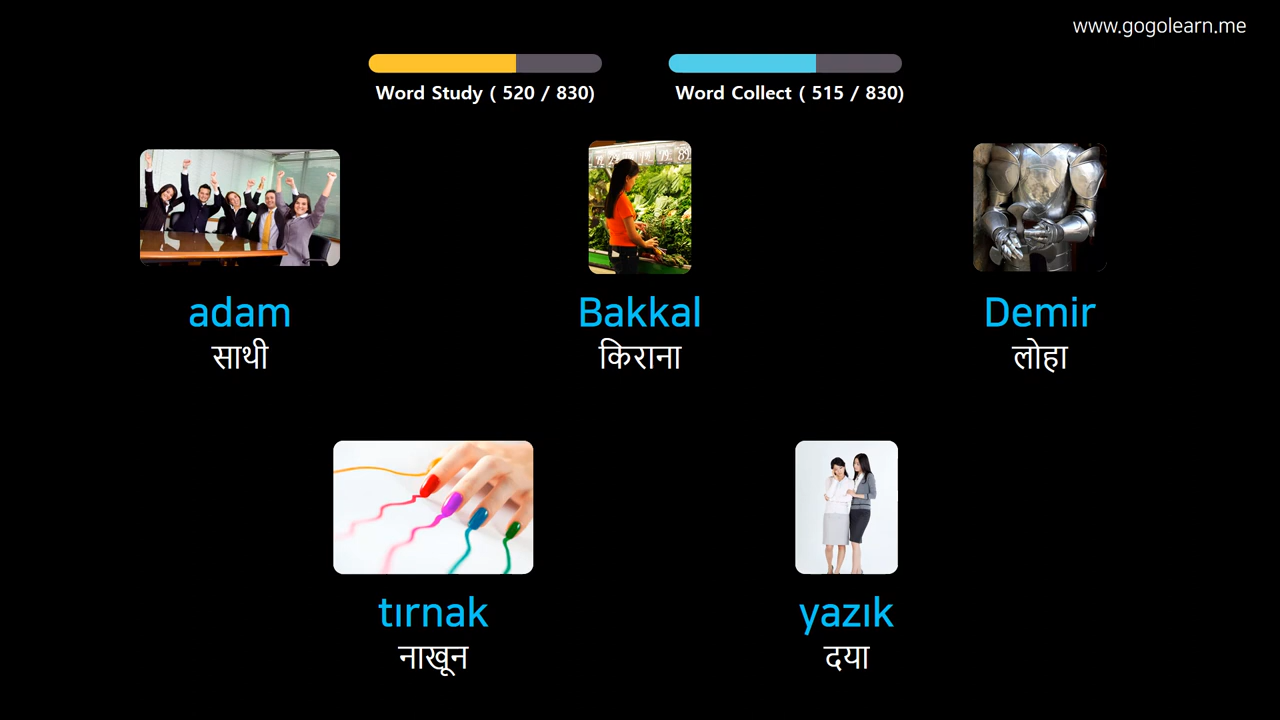 www.gogolearn.me
Word Study ( 520 / 830)
Word Collect ( 515 / 830)
adam
साथी
Bakkal
किराना
Demir
लोहा
tırnak
नाखून
yazık
दया